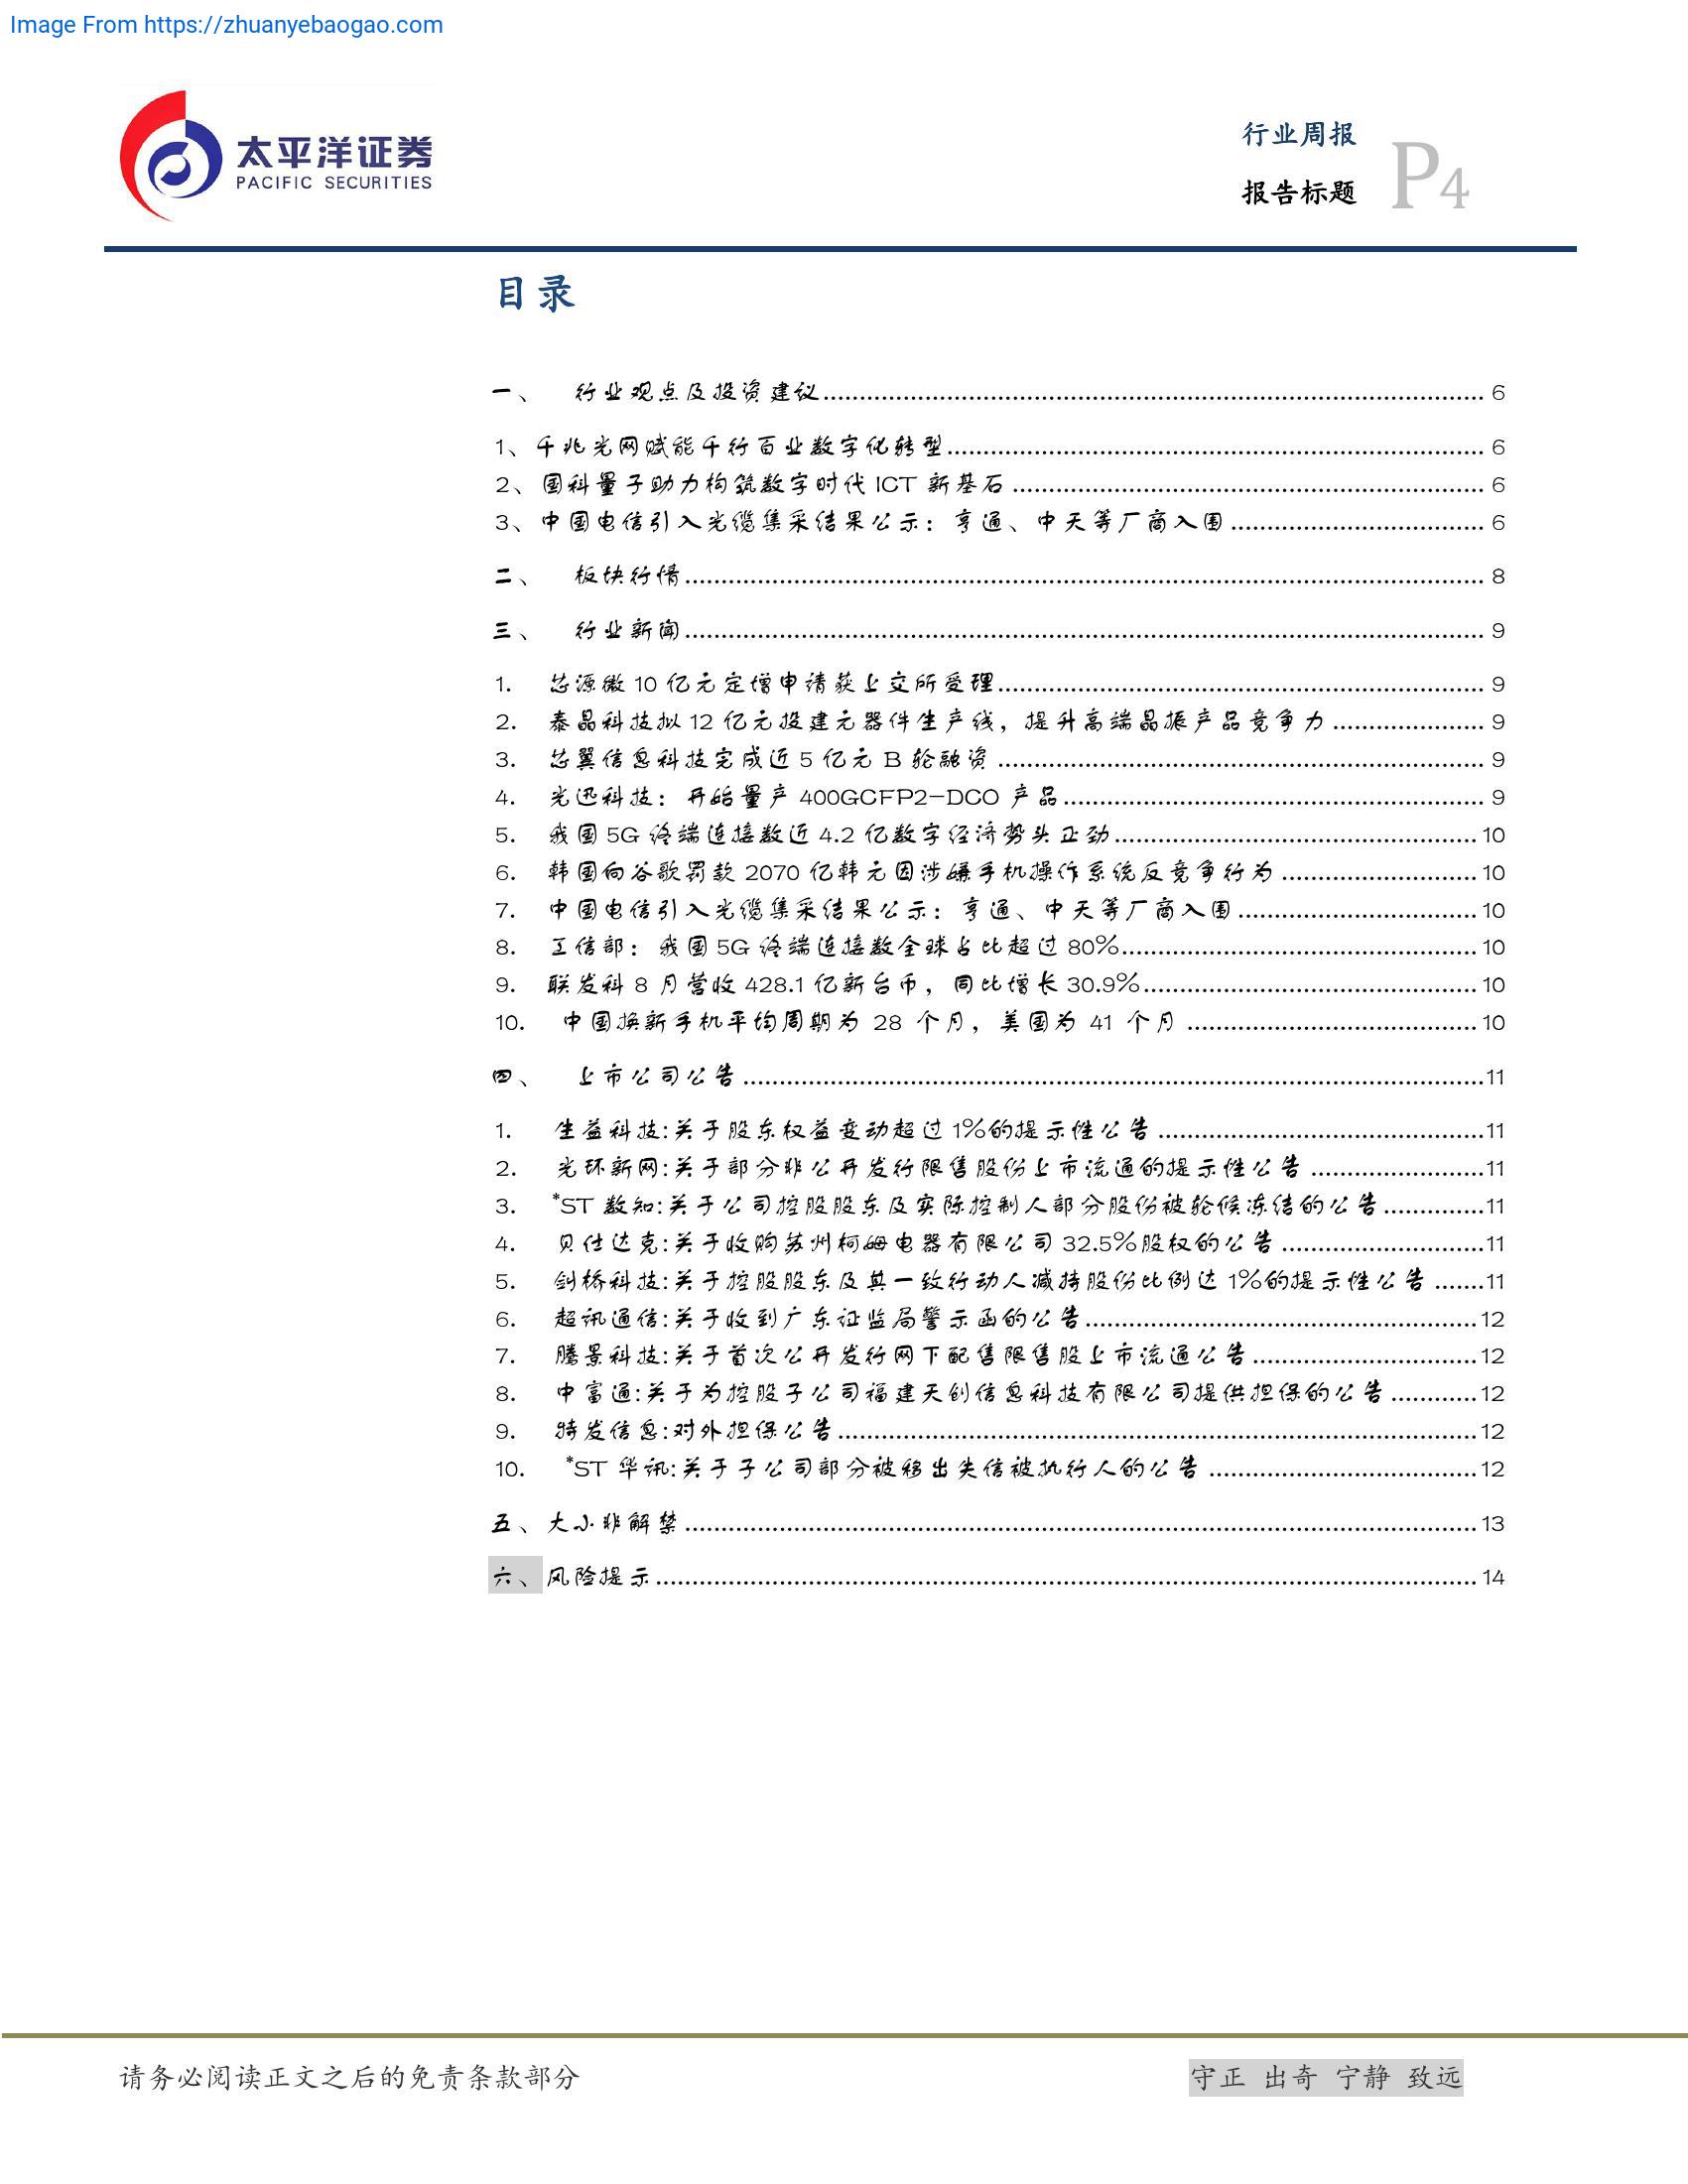 Image From https://zhuanyebaogao.com
太平洋证券
PACIFIC SECURITIES
行业周报
报告标题
P4
目录
一、 行业观点及投资建议 6
1、千兆光网赋能千行百业数字化转型 6
2、国科量子助力构筑数字时代 ICT 新基石 6
3、中国电信引入光缆集采结果公示：亨通、中天等厂商入围 6
二、 板块行情 8
三、 行业新闻 9
1. 芯源微 10 亿元定增申请获上交所受理 9
2. 泰晶科技拟 12 亿元投建元器件生产线，提升高端晶振产品竞争力 9
3. 芯翼信息科技完成近 5 亿元 B 轮融资 9
4. 光迅科技：开始量产 400GCFP2-DCO 产品 9
5. 我国 5G 终端连接数近 4.2 亿数字经济势头正劲 10
6. 韩国向谷歌罚款 2070 亿韩元因涉嫌手机操作系统反竞争行为 10
7. 中国电信引入光缆集采结果公示：亨通、中天等厂商入围 10
8. 工信部：我国 5G 终端连接数全球占比超过 80% 10
9. 联发科 8 月营收 428.1 亿新台币，同比增长 30.9% 10
10. 中国换新手机平均周期为 28 个月，美国为 41 个月 10
四、 上市公司公告 11
1. 生益科技:关于股东权益变动超过 1%的提示性公告 11
2. 光环新网:关于部分非公开发行限售股份上市流通的提示性公告 11
3. *ST 数知:关于公司控股股东及实际控制人部分股份被轮候冻结的公告 11
4. 贝仕达克:关于收购苏州柯姆电器有限公司 32.5%股权的公告 11
5. 剑桥科技:关于控股股东及其一致行动人减持股份比例达 1%的提示性公告 11
6. 超讯通信:关于收到广东证监局警示函的公告 12
7. 腾景科技:关于首次公开发行网下配售限售股上市流通公告 12
8. 中富通:关于为控股子公司福建天创信息科技有限公司提供担保的公告 12
9. 特发信息:对外担保公告 12
10. *ST 华讯:关于子公司部分被移出失信被执行人的公告 12
五、大小非解禁 13
六、风险提示 14
请务必阅读正文之后的免责条款部分
守正 出奇 宁静 致远